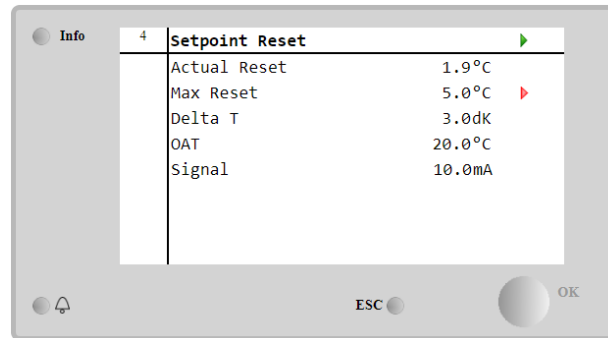 Info
4 Setpoint Reset
Actual Reset 1.9°C
Max Reset 5.0°C
Delta T 3.0dK
OAT 20.0°C
Signal 10.0mA
ESC OK